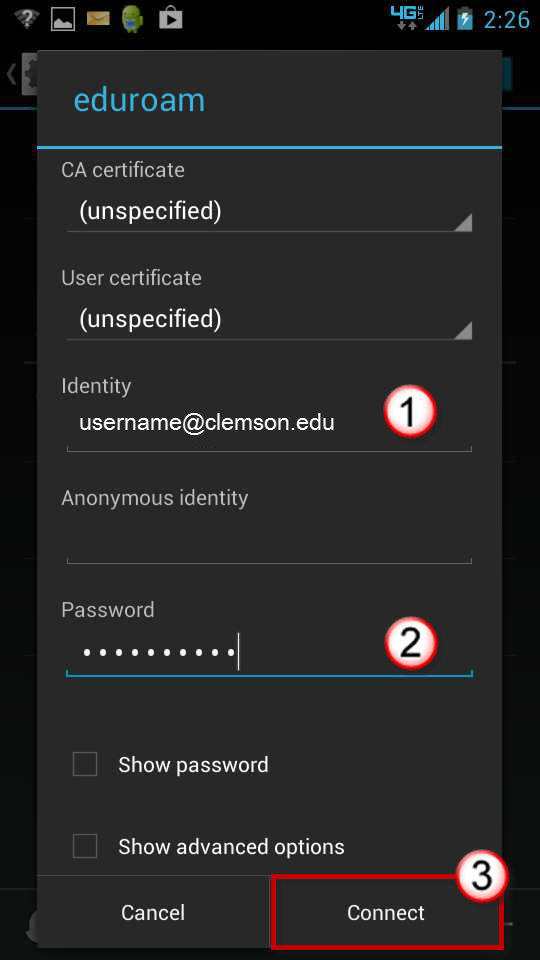 4G 2:26
eduroam
CA certificate
(unspecified)
User certificate
(unspecified)
Identity
username@clemson.edu
1
Anonymous identity
Password
••••••••••
2
Show password
Show advanced options
3
Cancel Connect